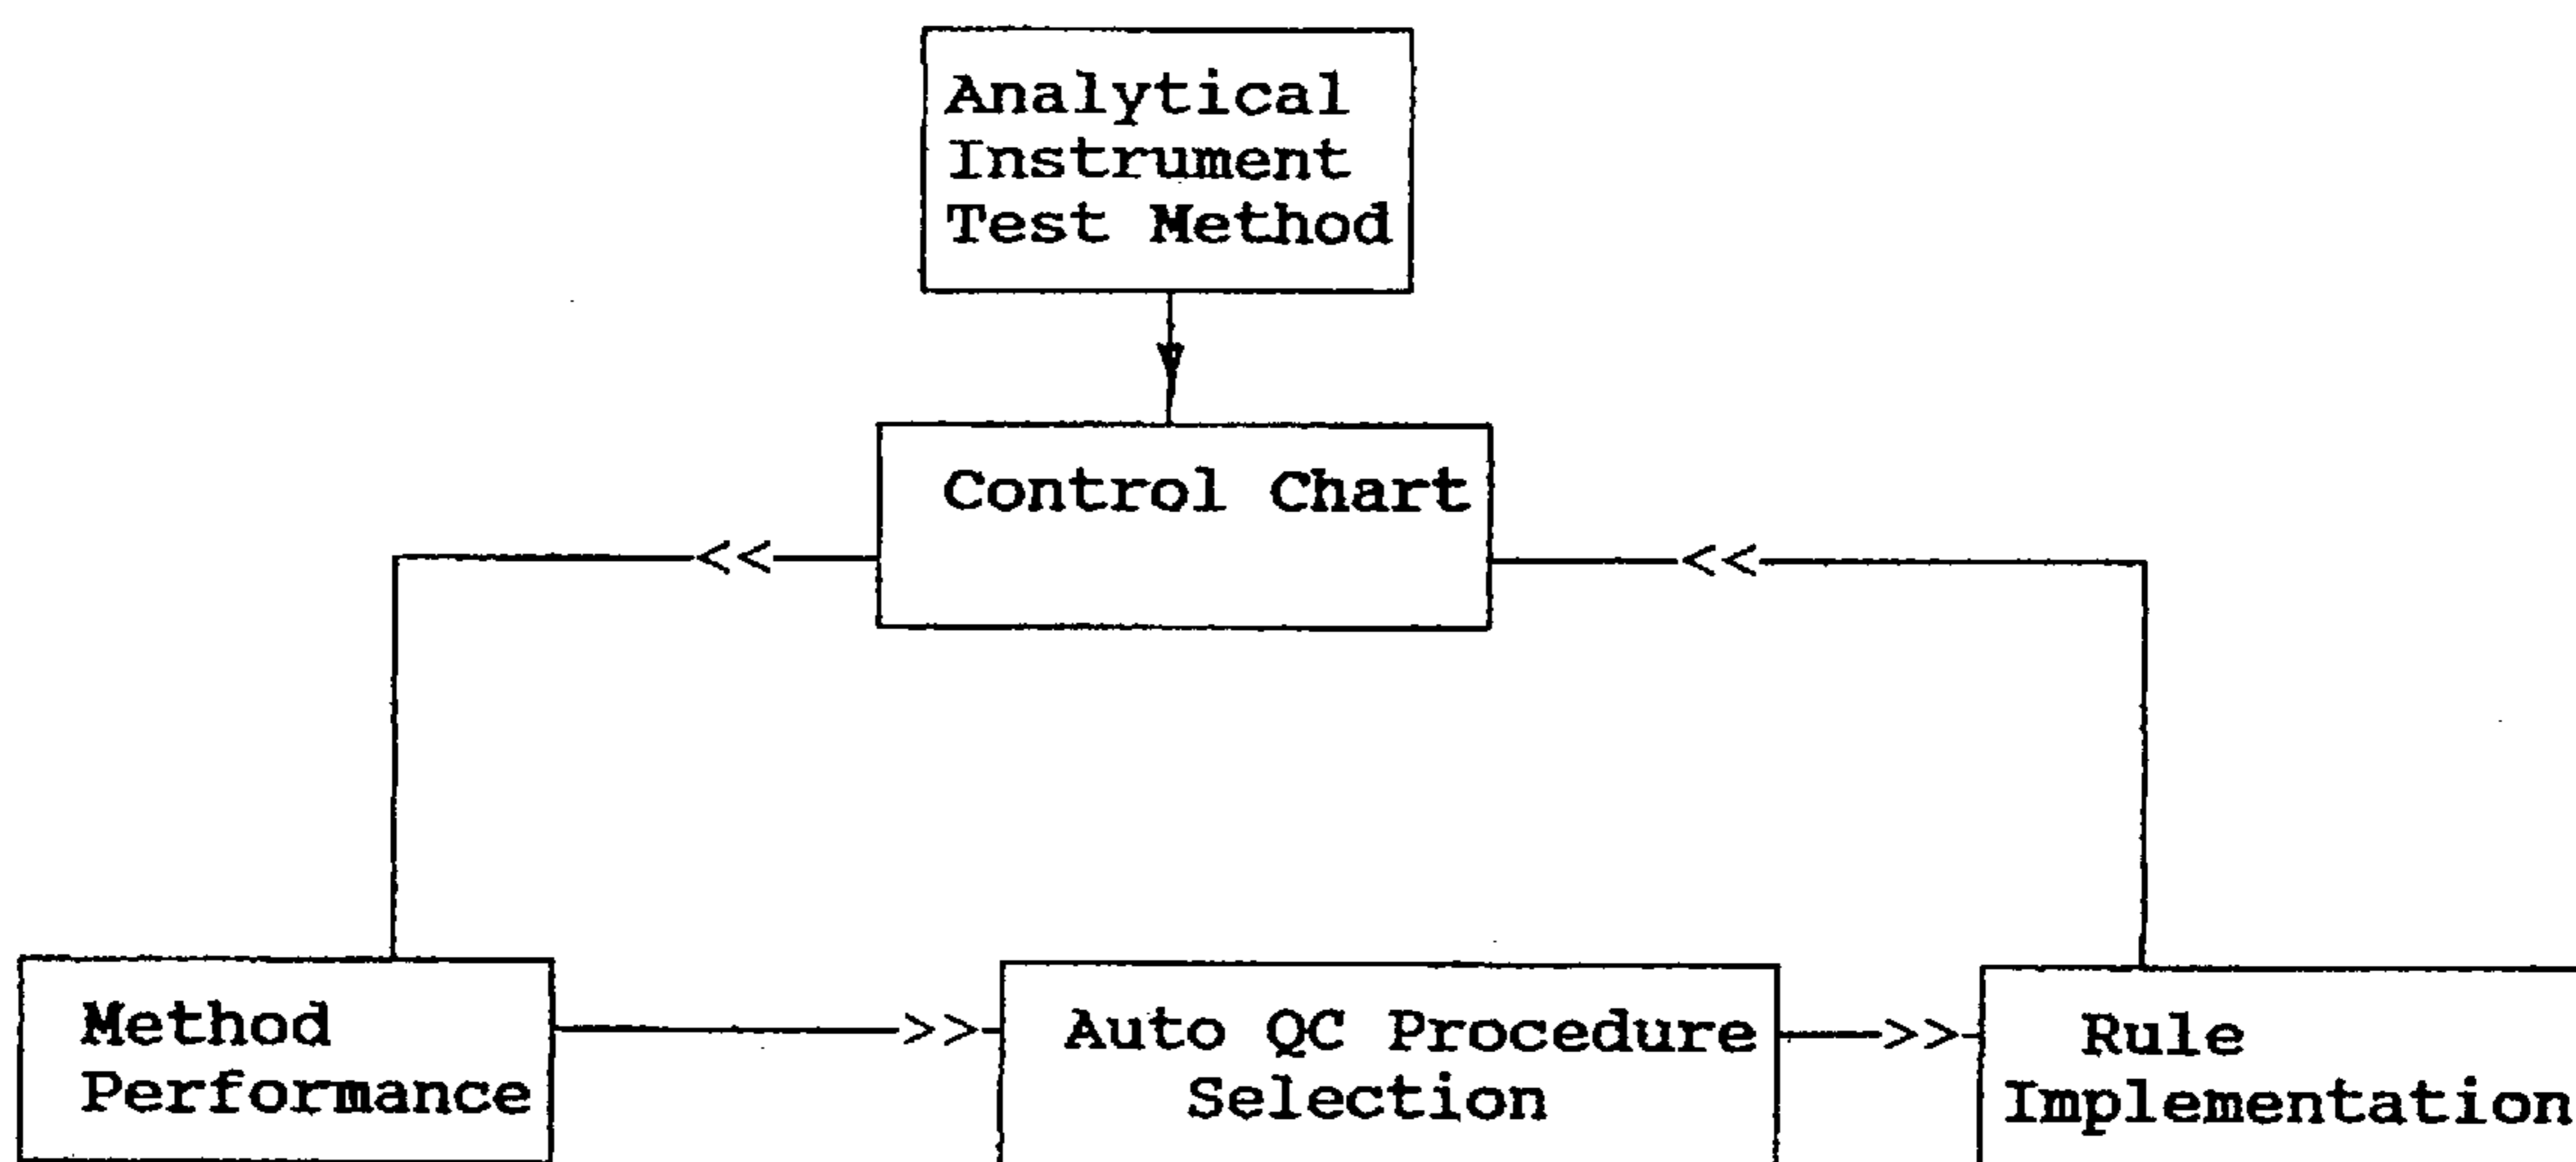 Analytical
Instrument
Test Method
Control Chart
<<
<<
Method
Performance
>>
Auto QC Procedure
Selection
>>
Rule
Implementation